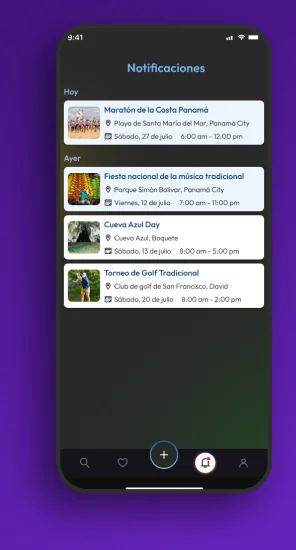 9:41
Notificaciones
Hoy
Maratón de la Costa Panamá
Playa de Santa María del Mar, Panamá City
Sábado, 27 de julio 6:00 am - 12:00 pm
Ayer
Fiesta nacional de la música tradicional
Parque Simón Bolivar, Panamá City
Viernes, 12 de julio 7:00 am - 11:00 pm
Cueva Azul Day
Cueva Azul, Boquete
Sábado, 13 de julio 8:00 am - 5:00 pm
Torneo de Golf Tradicional
Club de golf de San Francisco, David
Sábado, 20 de julio 8:00 am - 2:00 pm